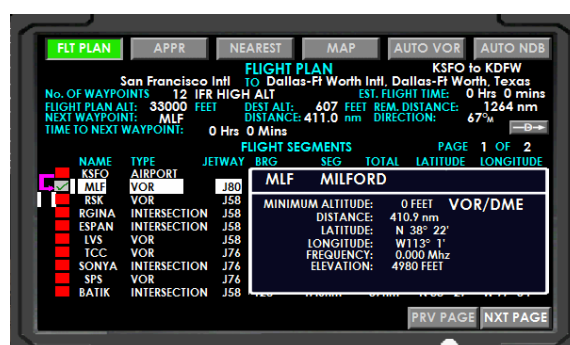 FLT PLAN APPR NEAREST MAP AUTO VOR AUTO NDB
FLIGHT PLAN KSFO to KDFW
San Francisco Intl TO Dallas-Ft Worth Intl, Dallas-Ft Worth, Texas
No. OF WAYPOINTS 12 IFR HIGH ALT EST. FLIGHT TIME: 0 Hrs 0 mins
FLIGHT PLAN ALT: 33000 FEET DEST ALT: 607 FEET REM. DISTANCE: 1264 nm
NEXT WAYPOINT: MLF DISTANCE: 411.0 nm DIRECTION: 67°M
TIME TO NEXT WAYPOINT: 0 Hrs 0 Mins D
FLIGHT SEGMENTS PAGE 1 OF 2
NAME TYPE JETWAY BRG SEG TOTAL LATITUDE LONGITUDE
KSFO AIRPORT
MLF VOR J80
RSK VOR J58
RGINA INTERSECTION J58
ESPAN INTERSECTION J58
LVS VOR J58
TCC VOR J76
SONYA INTERSECTION J76
SPS VOR J76
BATIK INTERSECTION J58
MLF MILFORD
MINIMUM ALTITUDE: 0 FEET VOR/DME
DISTANCE: 410.9 nm
LATITUDE: N 38° 22'
LONGITUDE: W113° 1'
FREQUENCY: 0.000 Mhz
ELEVATION: 4980 FEET
PRV PAGE NXT PAGE